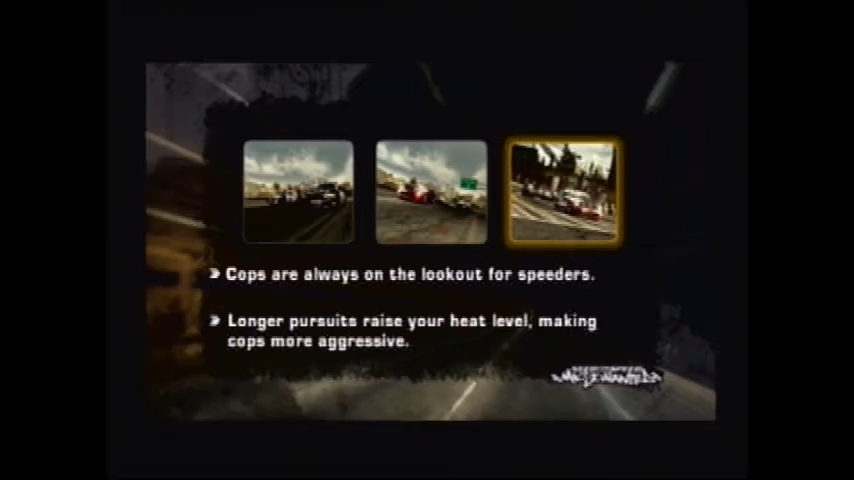 Cops are always on the lookout for speeders.
Longer pursuits raise your heat level, making
cops more aggressive.